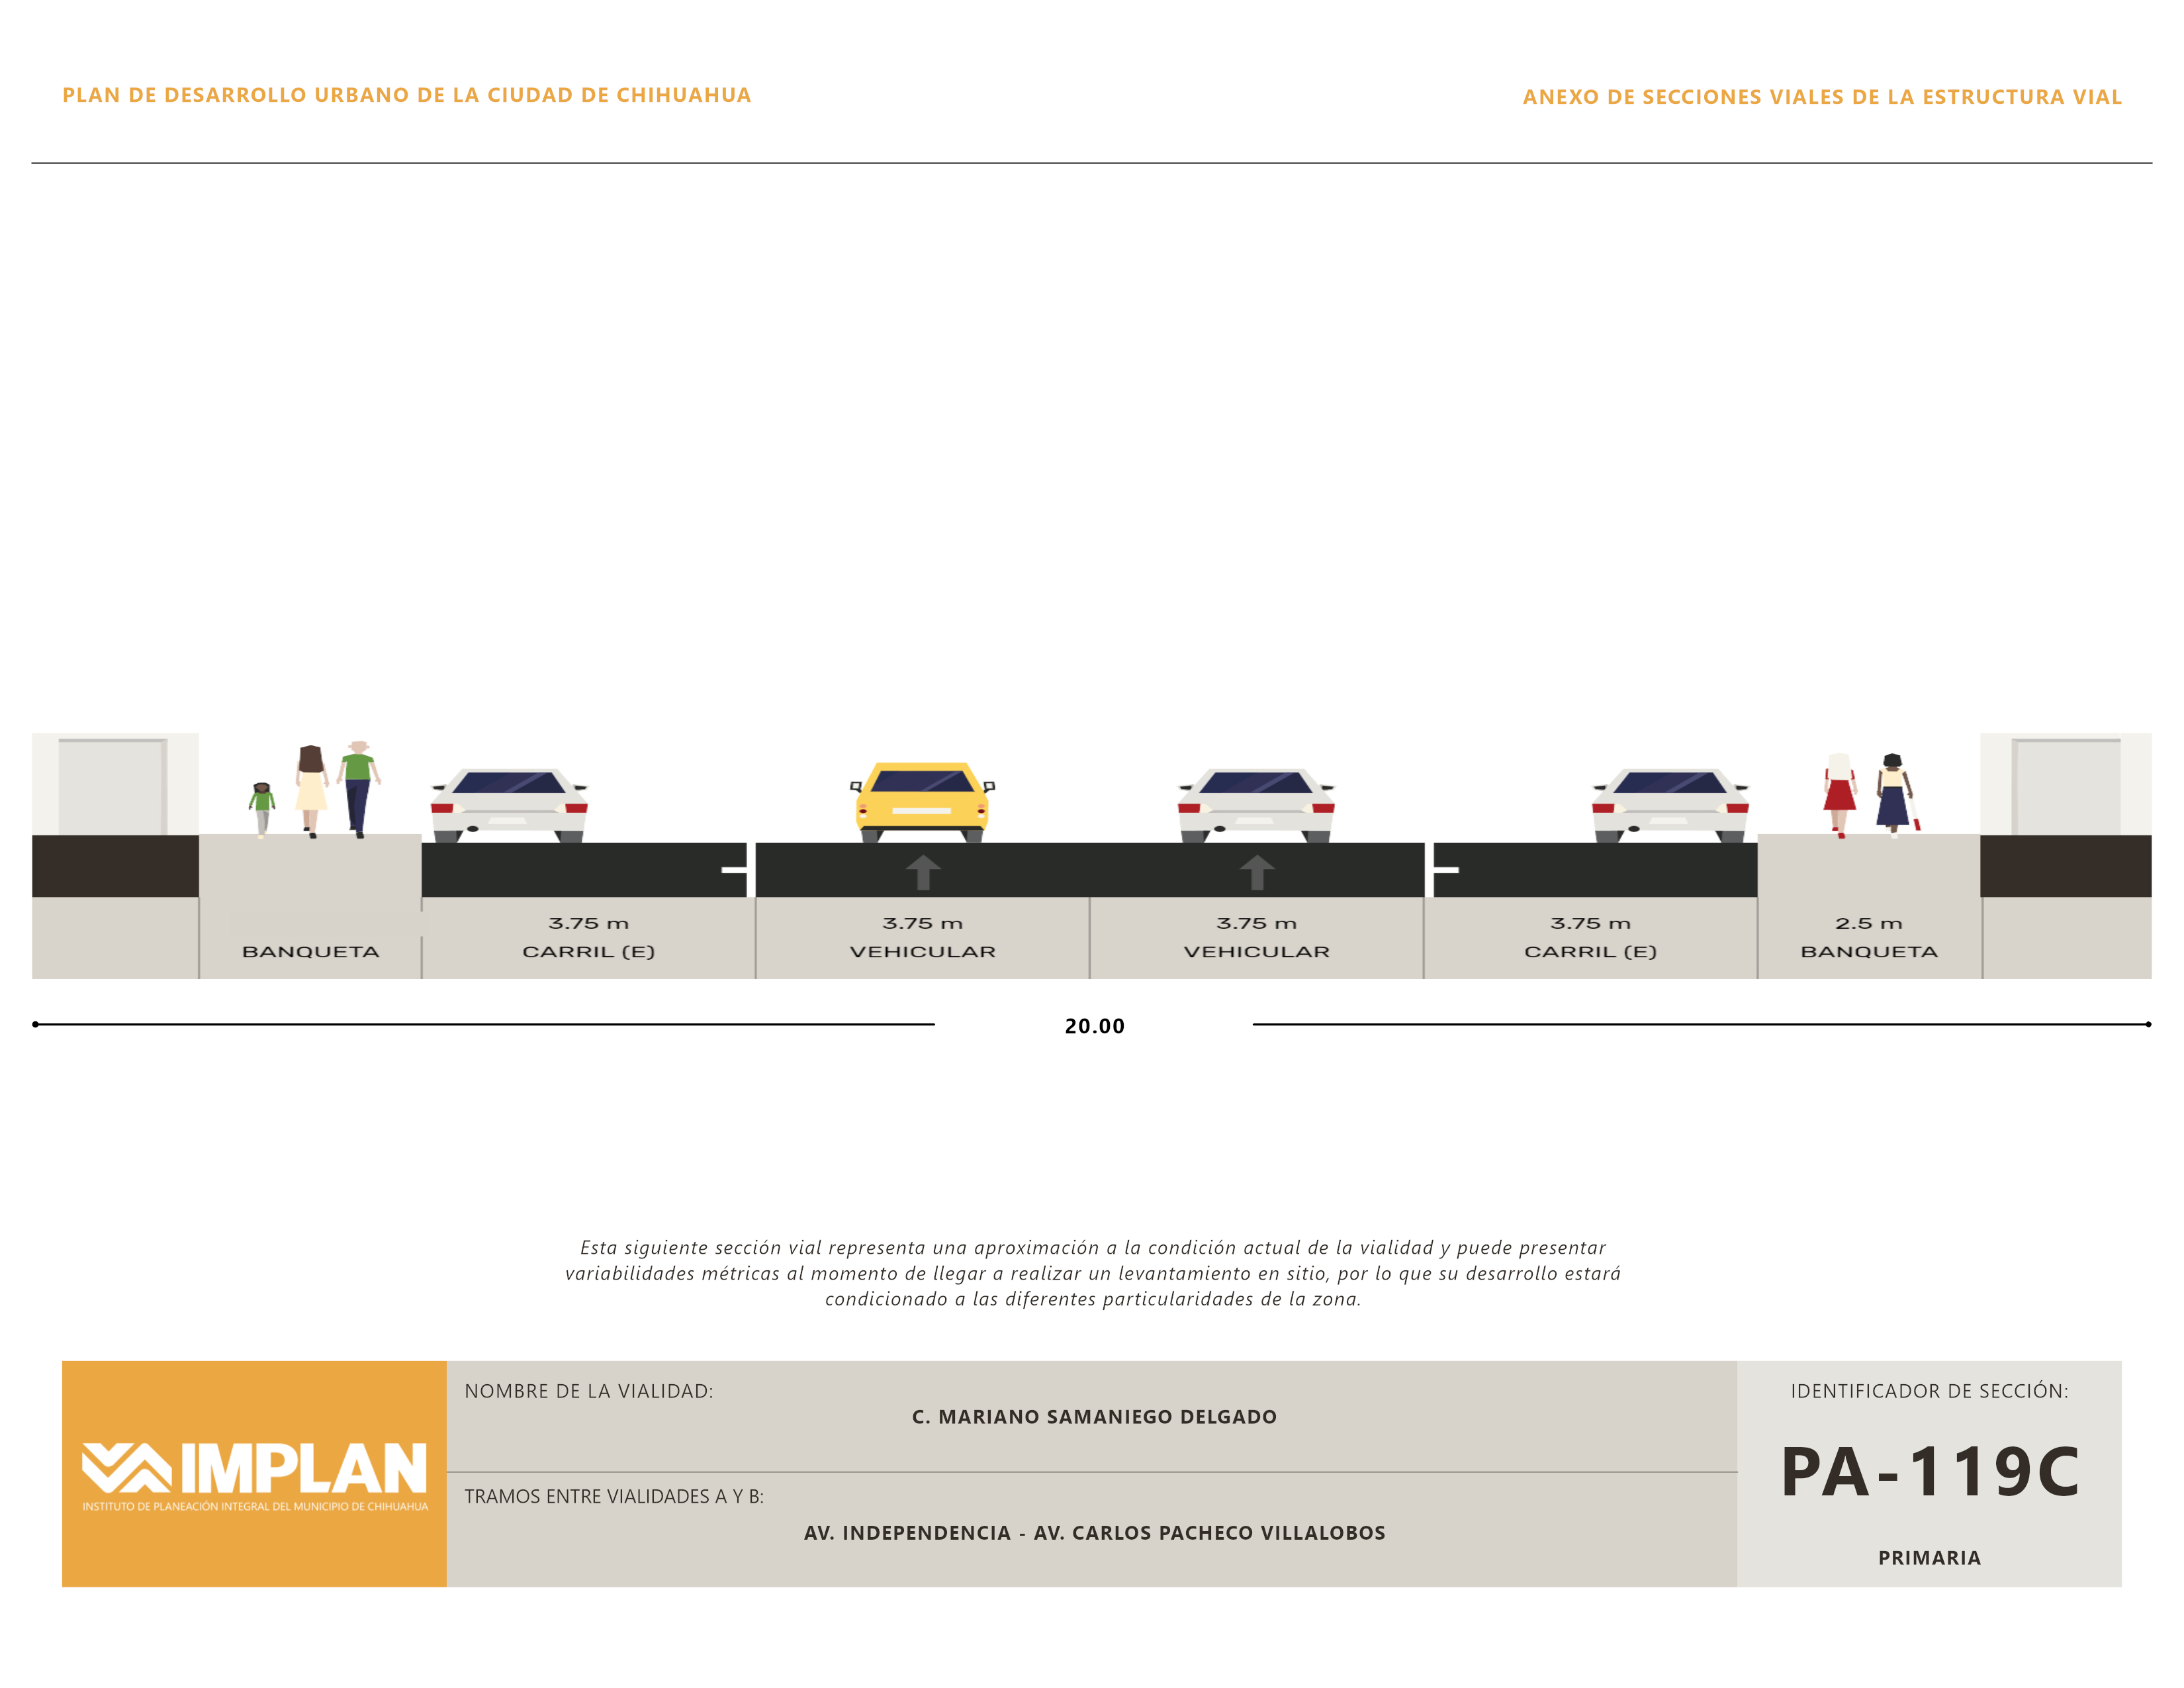 PLAN DE DESARROLLO URBANO DE LA CIUDAD DE CHIHUAHUA
ANEXO DE SECCIONES VIALES DE LA ESTRUCTURA VIAL
3.75 m 3.75 m 3.75 m 3.75 m 2.5 m
BANQUETA CARRIL (E) VEHICULAR VEHICULAR CARRIL (E) BANQUETA
20.00
Esta siguiente sección vial representa una aproximación a la condición actual de la vialidad y puede presentar
variabilidades métricas al momento de llegar a realizar un levantamiento en sitio, por lo que su desarrollo estará
condicionado a las diferentes particularidades de la zona.
IMPLAN
INSTITUTO DE PLANEACIÓN INTEGRAL DEL MUNICIPIO DE CHIHUAHUA
NOMBRE DE LA VIALIDAD:
C. MARIANO SAMANIEGO DELGADO
TRAMOS ENTRE VIALIDADES A Y B:
AV. INDEPENDENCIA - AV. CARLOS PACHECO VILLALOBOS
IDENTIFICADOR DE SECCIÓN:
PA-119C
PRIMARIA